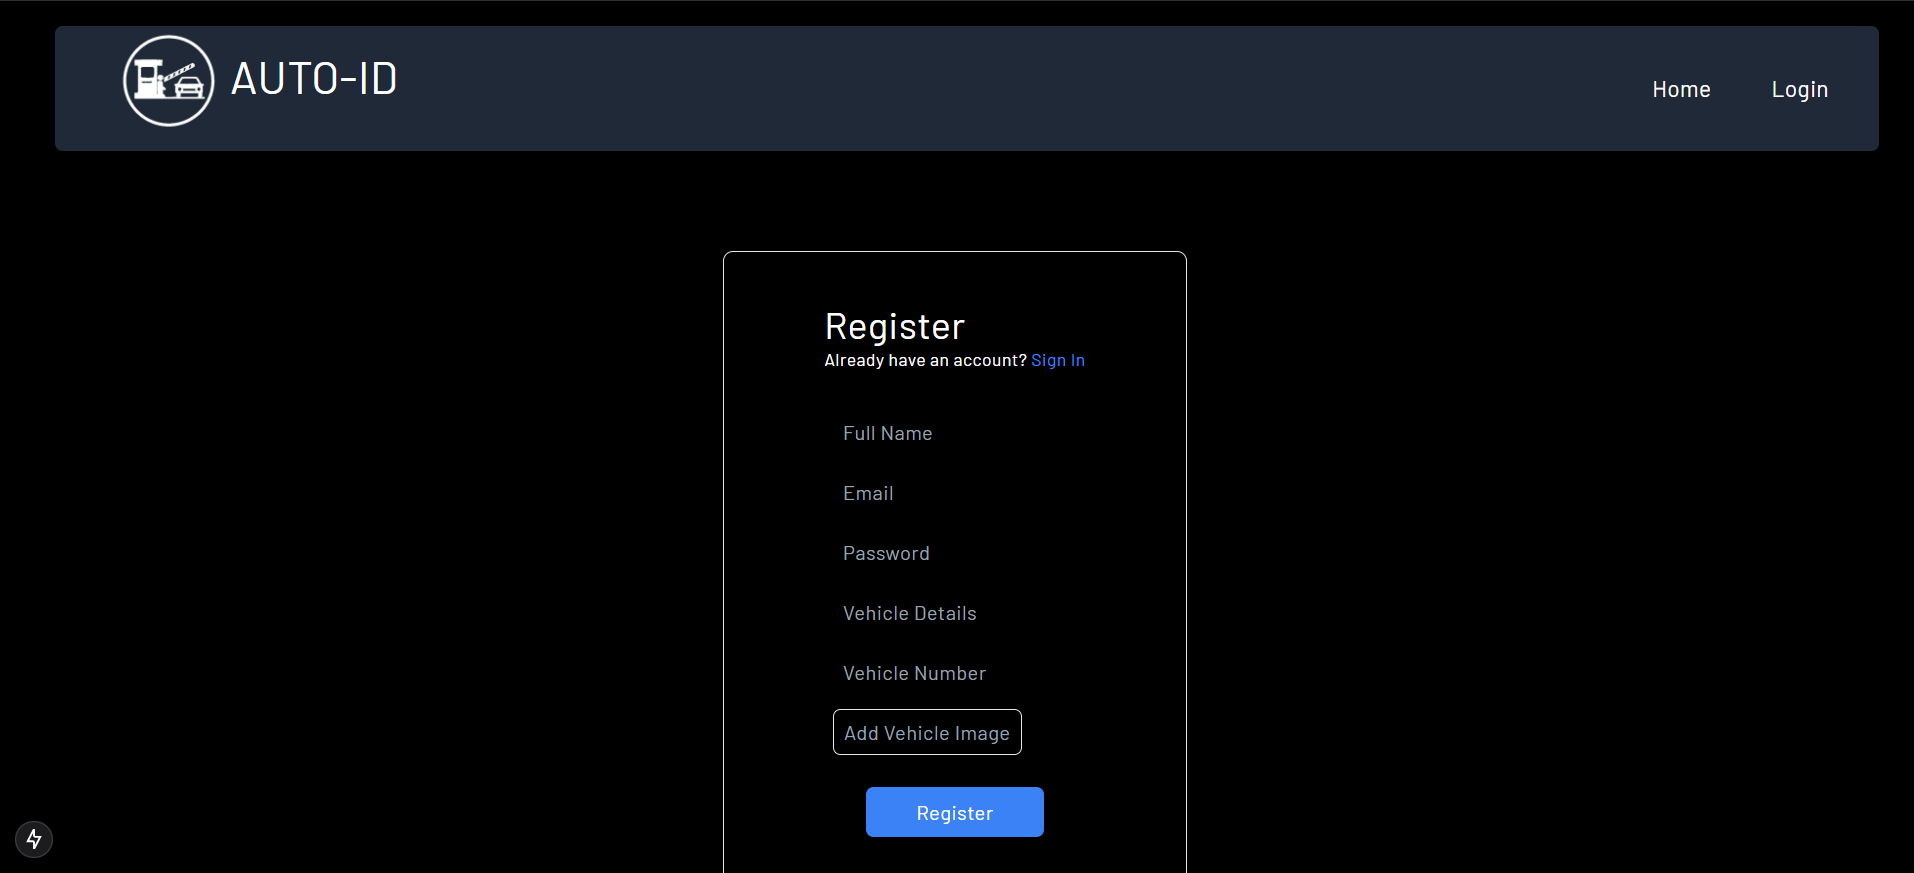 AUTO-ID
Home
Login
Register
Already have an account? Sign In
Full Name
Email
Password
Vehicle Details
Vehicle Number
Add Vehicle Image
Register